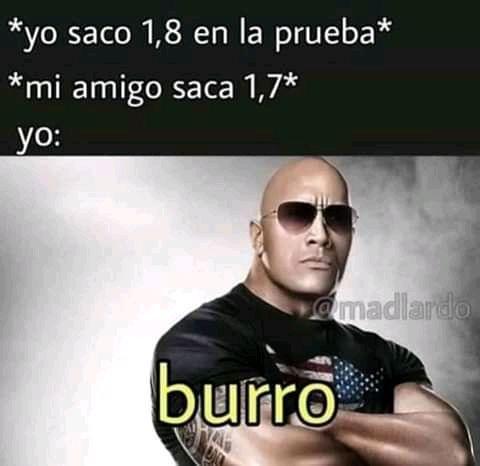 *yo saco 1,8 en la prueba*
*mi amigo saca 1,7*
yo:
@madlardo
burro